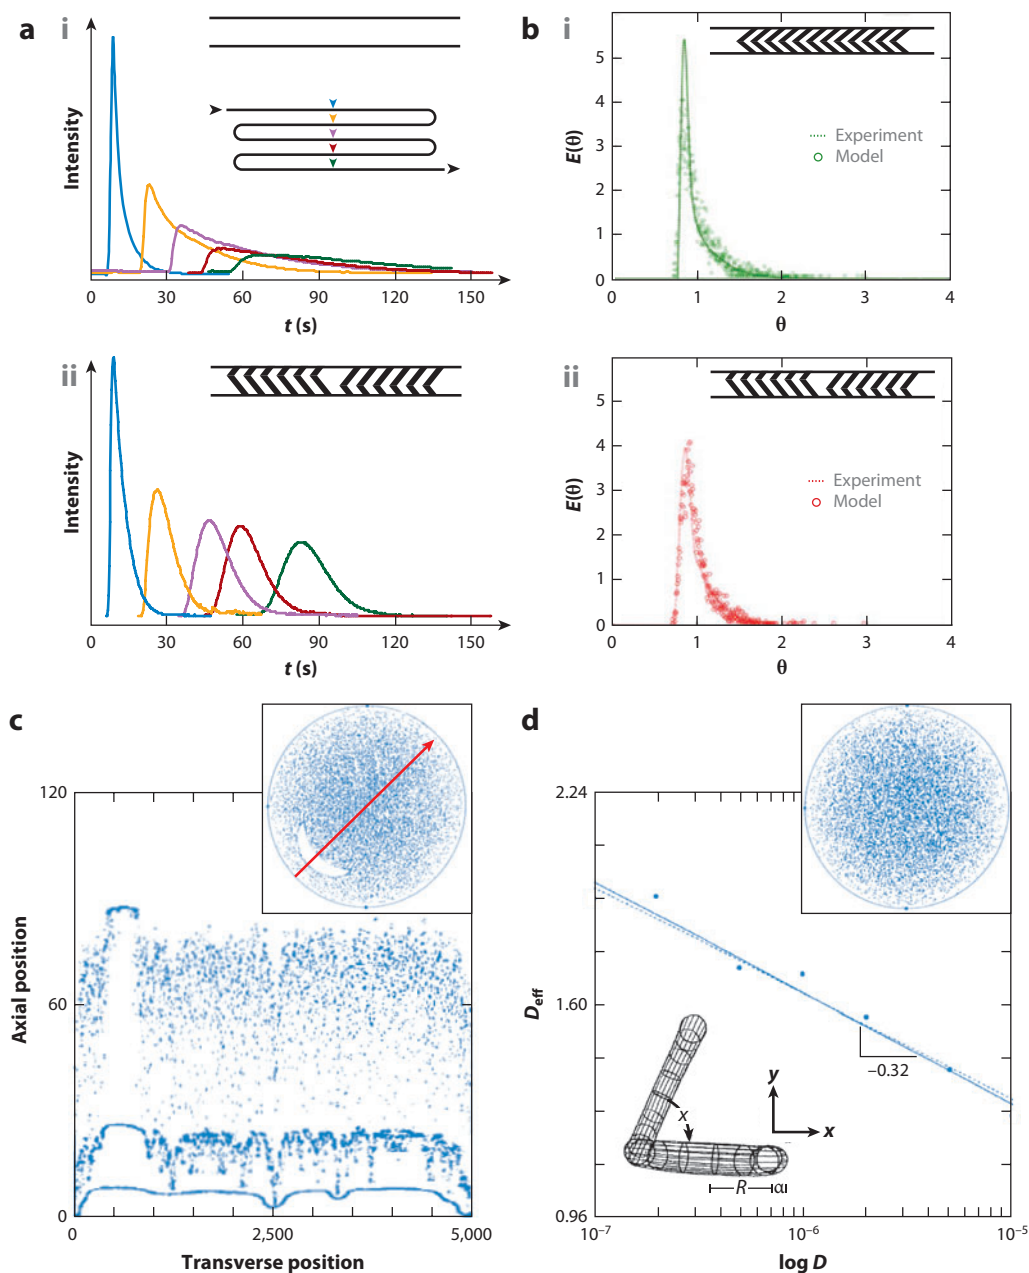 a
i
Intensity
0 30 60 90 120 150
t (s)
ii
Intensity
0 30 60 90 120 150
t (s)
b
i
5
4
3
2
1
0
E(θ)
Experiment
Model
0 1 2 3 4
θ
ii
5
4
3
2
1
0
E(θ)
Experiment
Model
0 1 2 3 4
θ
c
120
60
0
Axial position
0 2,500 5,000
Transverse position
d
2.24
1.60
0.96
D_eff
−0.32
y
x
χ
R α
10⁻⁷ 10⁻⁶ 10⁻⁵
log D